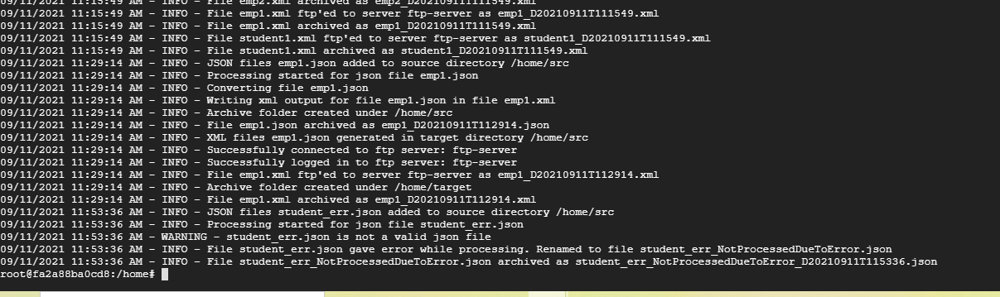 09/11/2021 11:15:49 AM - INFO - File emp2.xml archived as emp2_D20210911T111549.xml
09/11/2021 11:15:49 AM - INFO - File emp1.xml ftp'ed to server ftp-server as emp1_D20210911T111549.xml
09/11/2021 11:15:49 AM - INFO - File emp1.xml archived as emp1_D20210911T111549.xml
09/11/2021 11:15:49 AM - INFO - File student1.xml ftp'ed to server ftp-server as student1_D20210911T111549.xml
09/11/2021 11:15:49 AM - INFO - File student1.xml archived as student1_D20210911T111549.xml
09/11/2021 11:29:14 AM - INFO - JSON files emp1.json added to source directory /home/src
09/11/2021 11:29:14 AM - INFO - Processing started for json file emp1.json
09/11/2021 11:29:14 AM - INFO - Converting file emp1.json
09/11/2021 11:29:14 AM - INFO - Writing xml output for file emp1.json in file emp1.xml
09/11/2021 11:29:14 AM - INFO - Archive folder created under /home/src
09/11/2021 11:29:14 AM - INFO - File emp1.json archived as emp1_D20210911T112914.json
09/11/2021 11:29:14 AM - INFO - XML files emp1.json generated in target directory /home/src
09/11/2021 11:29:14 AM - INFO - Successfully connected to ftp server: ftp-server
09/11/2021 11:29:14 AM - INFO - Successfully logged in to ftp server: ftp-server
09/11/2021 11:29:14 AM - INFO - File emp1.xml ftp'ed to server ftp-server as emp1_D20210911T112914.xml
09/11/2021 11:29:14 AM - INFO - Archive folder created under /home/target
09/11/2021 11:29:14 AM - INFO - File emp1.xml archived as emp1_D20210911T112914.xml
09/11/2021 11:53:36 AM - INFO - JSON files student_err.json added to source directory /home/src
09/11/2021 11:53:36 AM - INFO - Processing started for json file student_err.json
09/11/2021 11:53:36 AM - WARNING - student_err.json is not a valid json file
09/11/2021 11:53:36 AM - INFO - File student_err.json gave error while processing. Renamed to file student_err_NotProcessedDueToError.json
09/11/2021 11:53:36 AM - INFO - File student_err_NotProcessedDueToError.json archived as student_err_NotProcessedDueToError_D20210911T115336.json
root@fa2a88ba0cd8:/home#